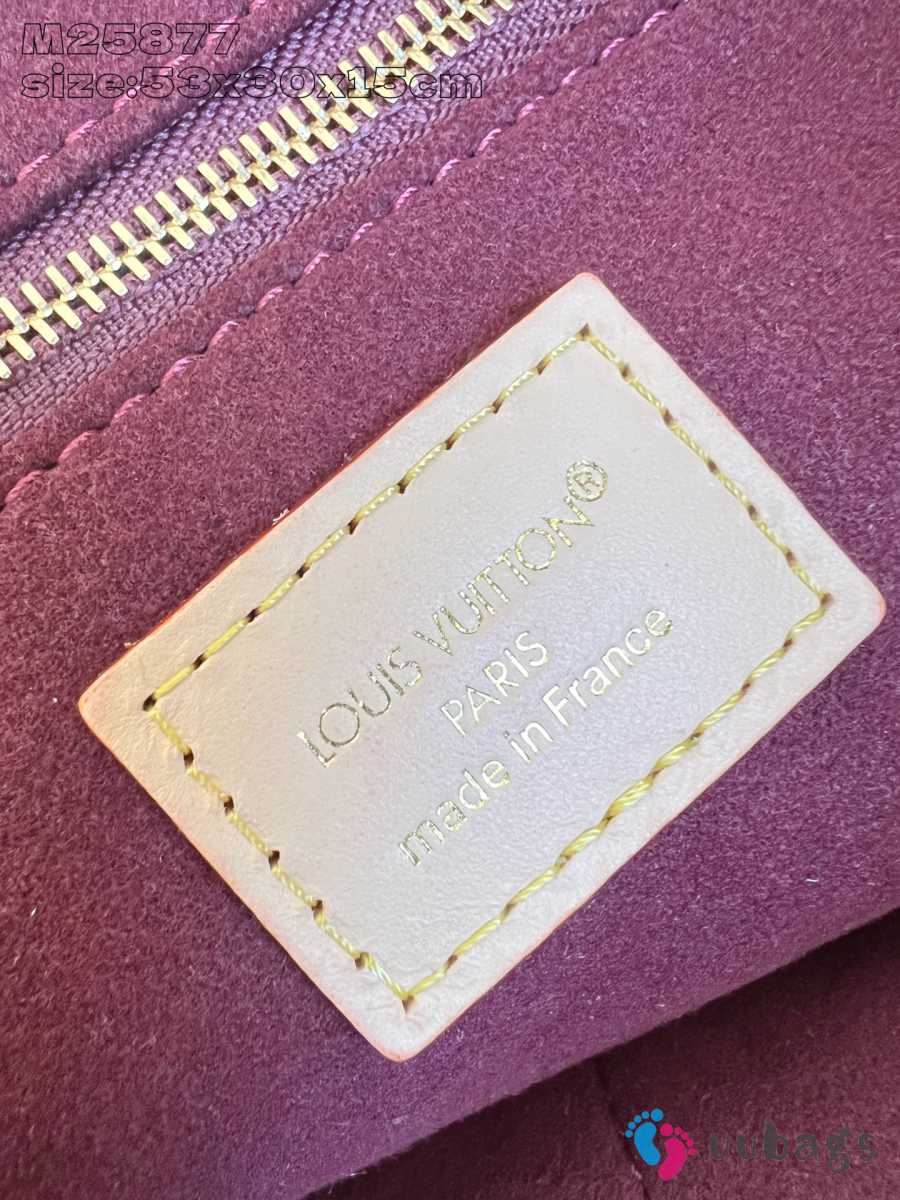 M25877
size:53x30x15cm
LOUIS VUITTON®
PARIS
made in France
uubags